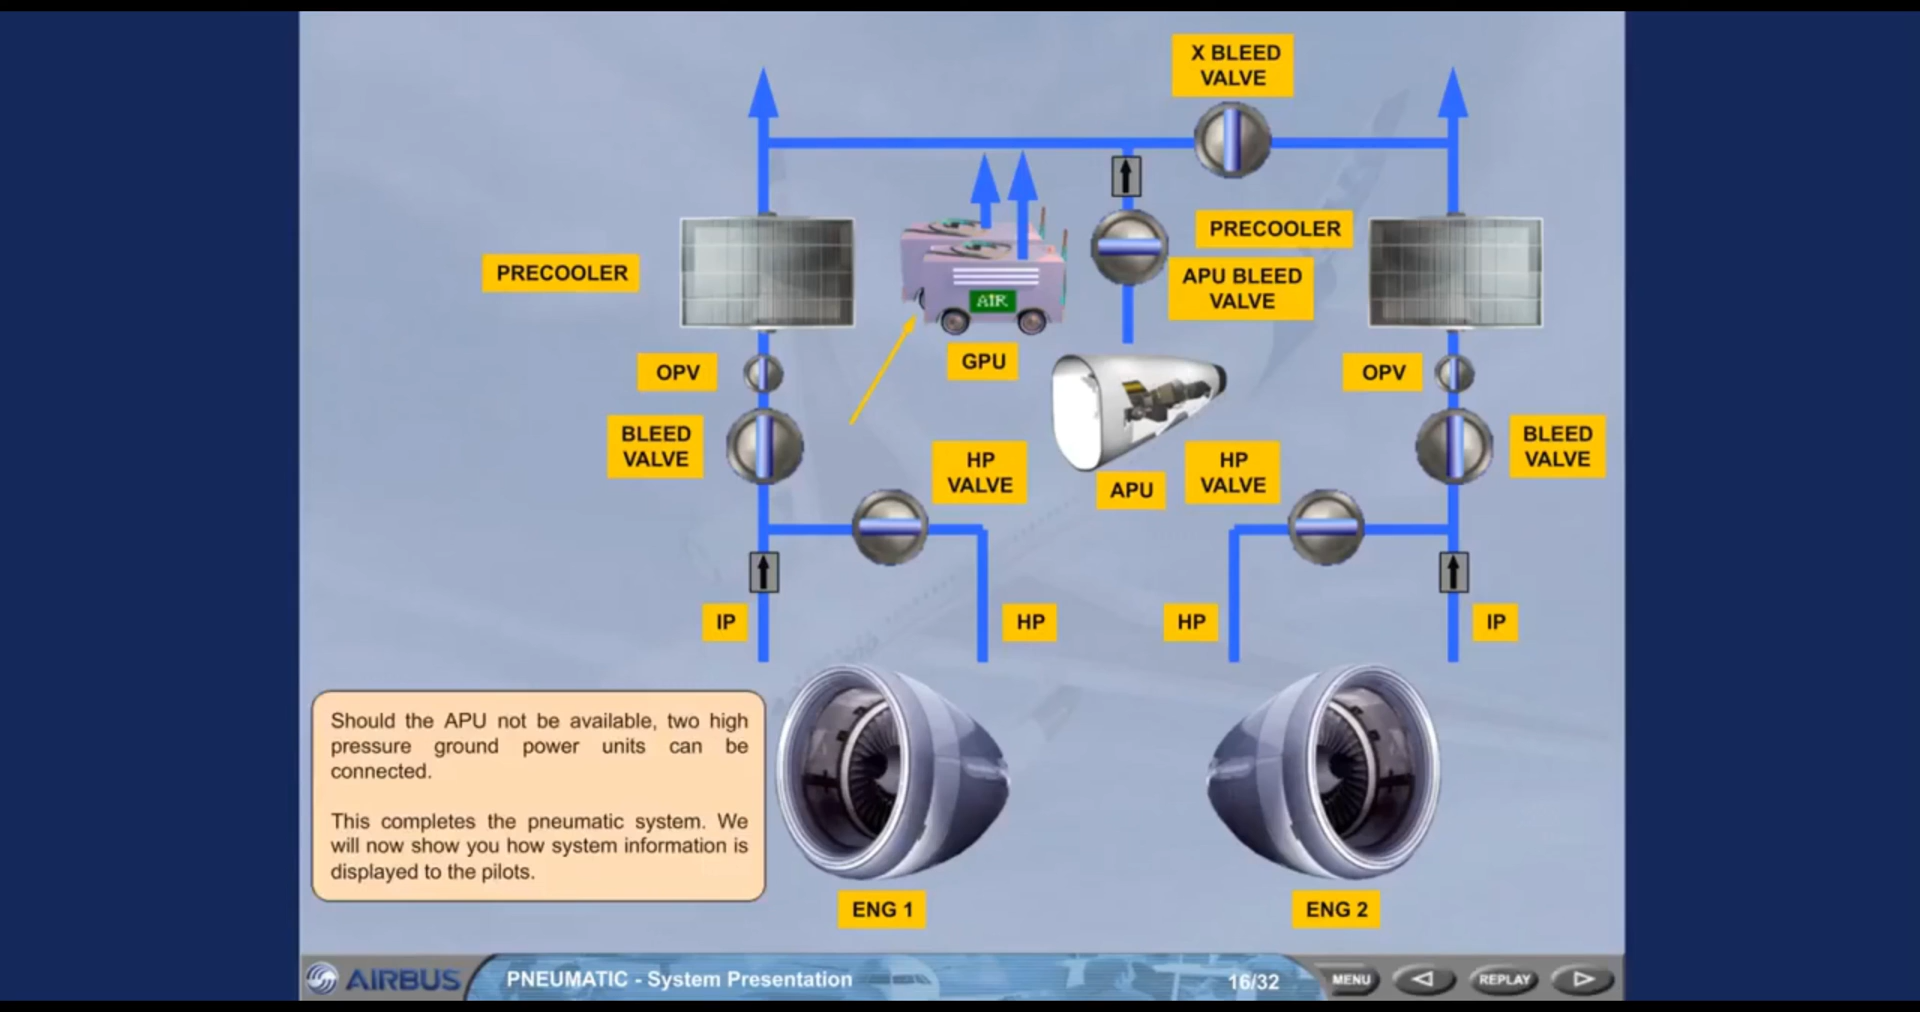 X BLEED
VALVE
PRECOOLER
PRECOOLER
APU BLEED
VALVE
AIR
GPU
OPV
OPV
BLEED
VALVE
BLEED
VALVE
HP
VALVE
APU
HP
VALVE
IP
HP
HP
IP
Should the APU not be available, two high
pressure ground power units can be
connected.
This completes the pneumatic system. We
will now show you how system information is
displayed to the pilots.
ENG 1
ENG 2
AIRBUS
PNEUMATIC - System Presentation
16/32
MENU
REPLAY